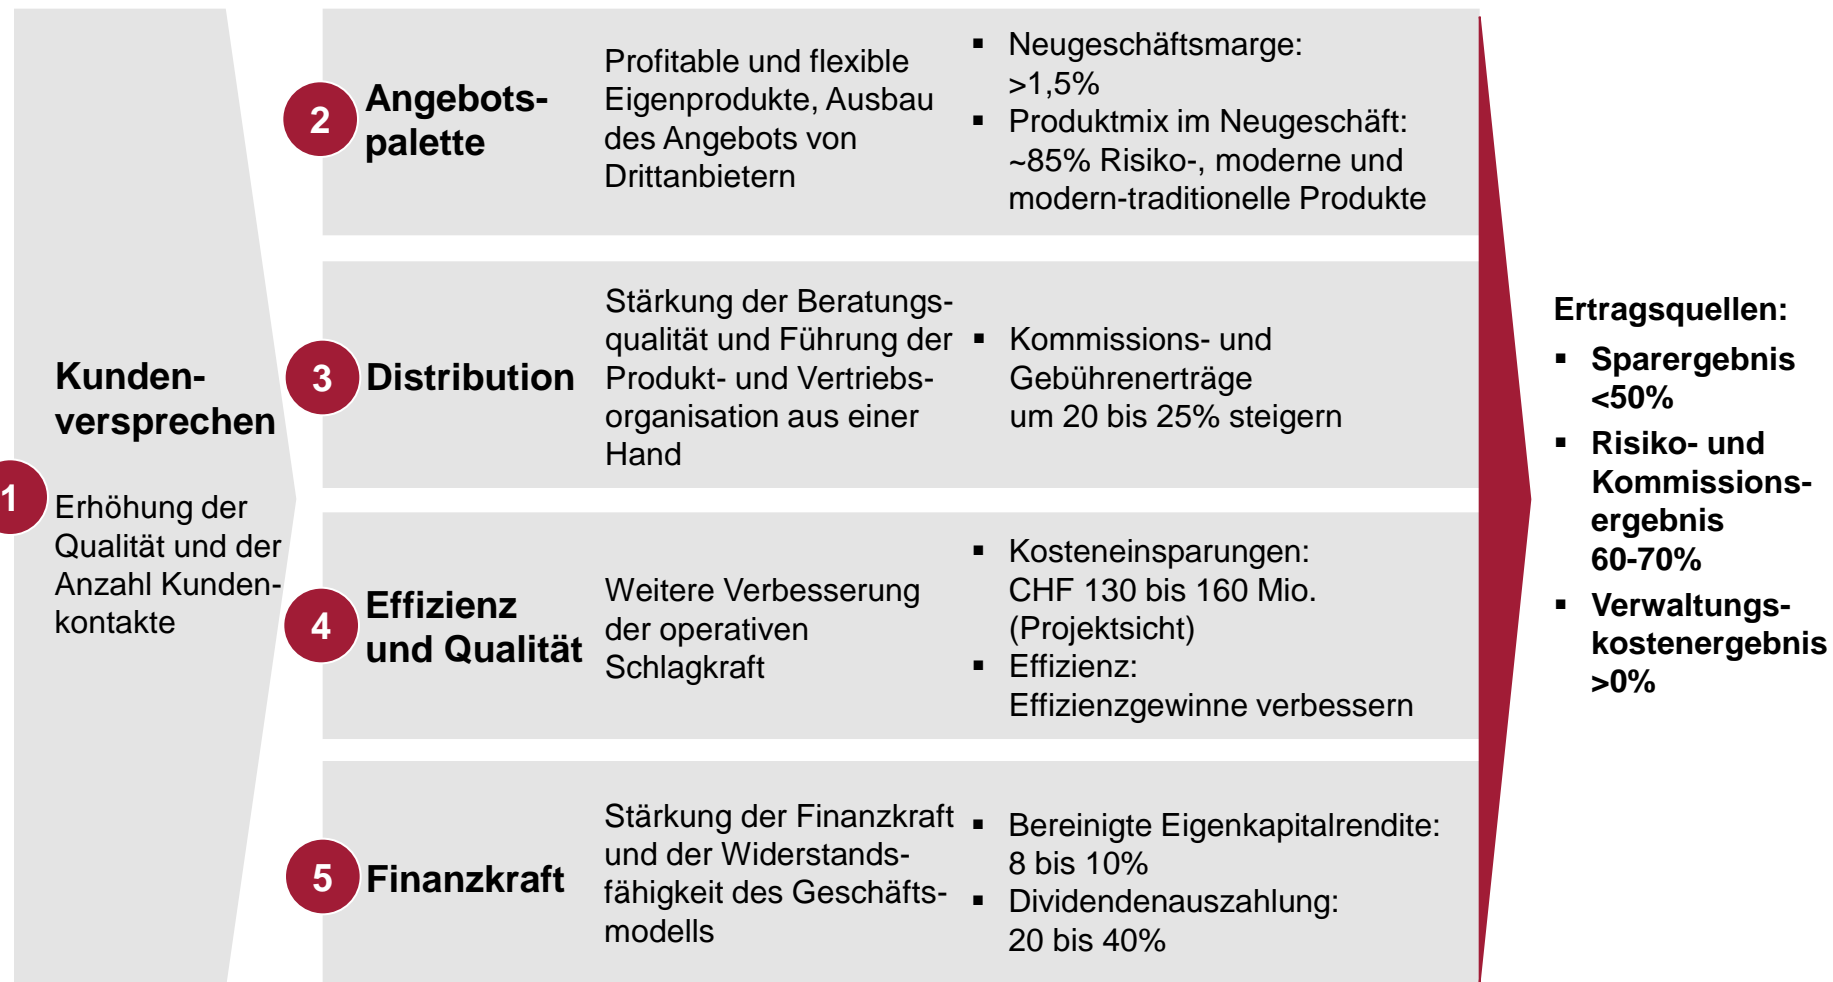 1
Kunden-
versprechen
Erhöhung der
Qualität und der
Anzahl Kunden-
kontakte
2
Angebots-
palette
Profitable und flexible
Eigenprodukte, Ausbau
des Angebots von
Drittanbietern
▪ Neugeschäftsmarge:
>1,5%
▪ Produktmix im Neugeschäft:
~85% Risiko-, moderne und
modern-traditionelle Produkte
3
Distribution
Stärkung der Beratungs-
qualität und Führung der
Produkt- und Vertriebs-
organisation aus einer
Hand
▪ Kommissions- und
Gebührenerträge
um 20 bis 25% steigern
4
Effizienz
und Qualität
Weitere Verbesserung
der operativen
Schlagkraft
▪ Kosteneinsparungen:
CHF 130 bis 160 Mio.
(Projektsicht)
▪ Effizienz:
Effizienzgewinne verbessern
5
Finanzkraft
Stärkung der Finanzkraft
und der Widerstands-
fähigkeit des Geschäfts-
modells
▪ Bereinigte Eigenkapitalrendite:
8 bis 10%
▪ Dividendenauszahlung:
20 bis 40%
Ertragsquellen:
▪ Sparergebnis
<50%
▪ Risiko- und
Kommissions-
ergebnis
60-70%
▪ Verwaltungs-
kostenergebnis
>0%